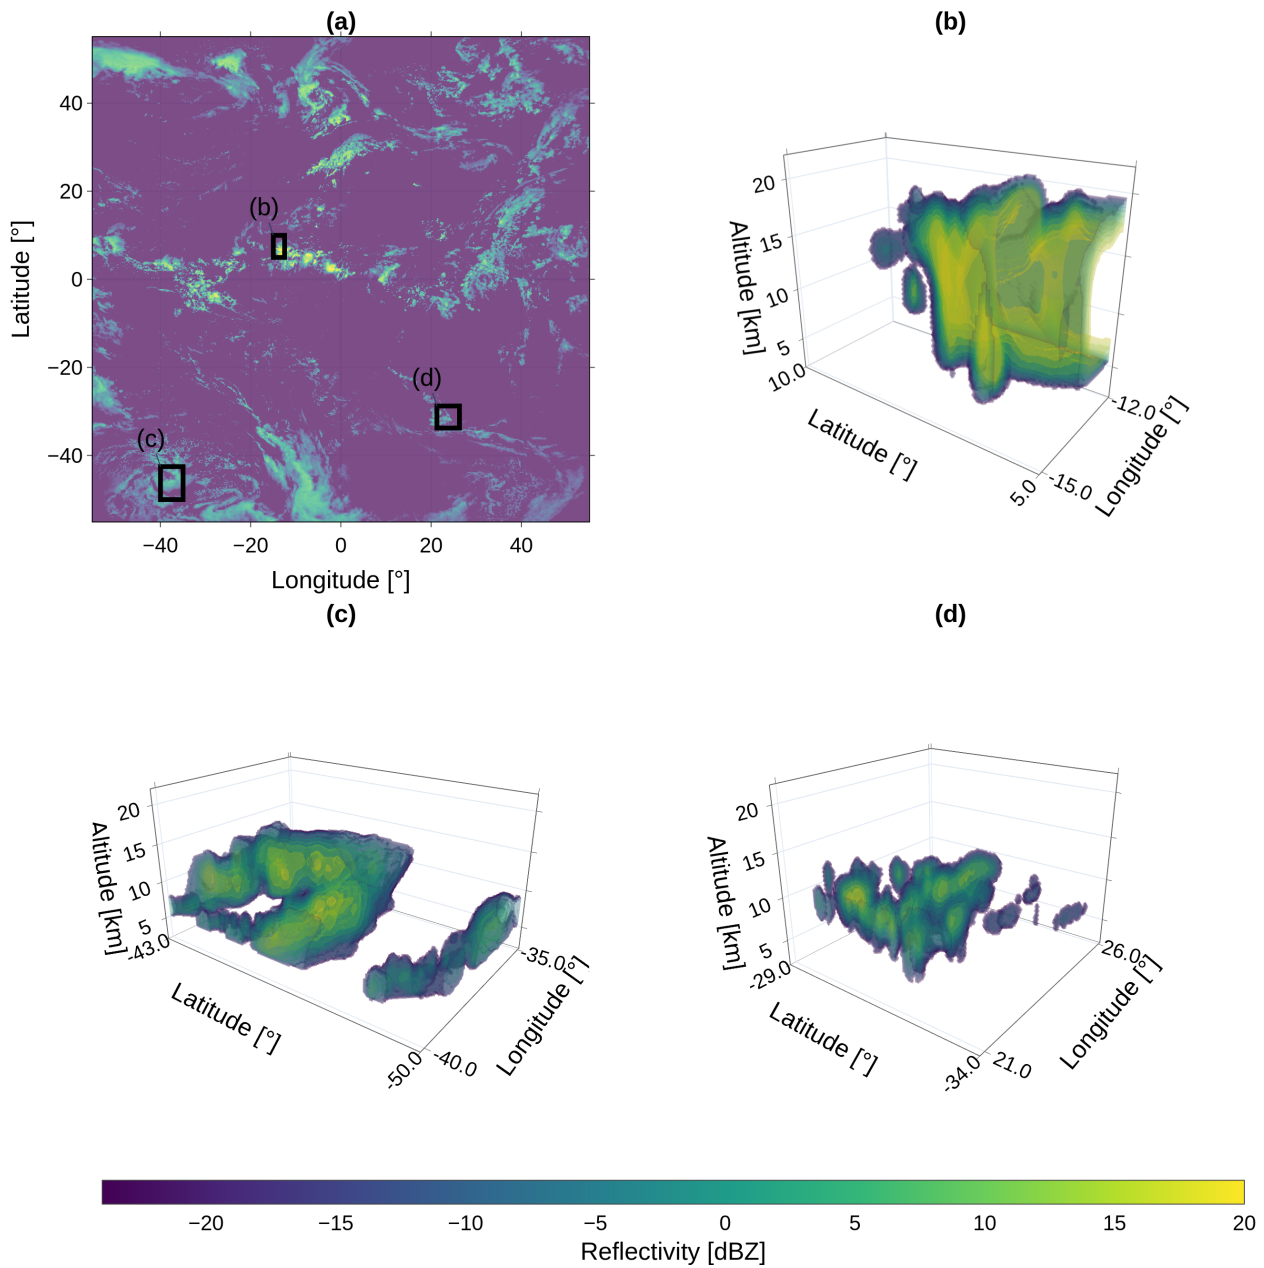 (a)
40
20
0
−20
−40
Latitude [°]
(b)
(c)
(d)
−40
−20
0
20
40
Longitude [°]
(b)
20
15
10
5
Altitude [km]
10.0
5.0
Latitude [°]
-15.0
-12.0
Longitude [°]
(c)
20
15
10
5
Altitude [km]
-43.0
-50.0
Latitude [°]
-40.0
-35.0
Longitude [°]
(d)
20
15
10
5
Altitude [km]
-29.0
-34.0
Latitude [°]
21.0
26.0
Longitude [°]
−20
−15
−10
−5
0
5
10
15
20
Reflectivity [dBZ]